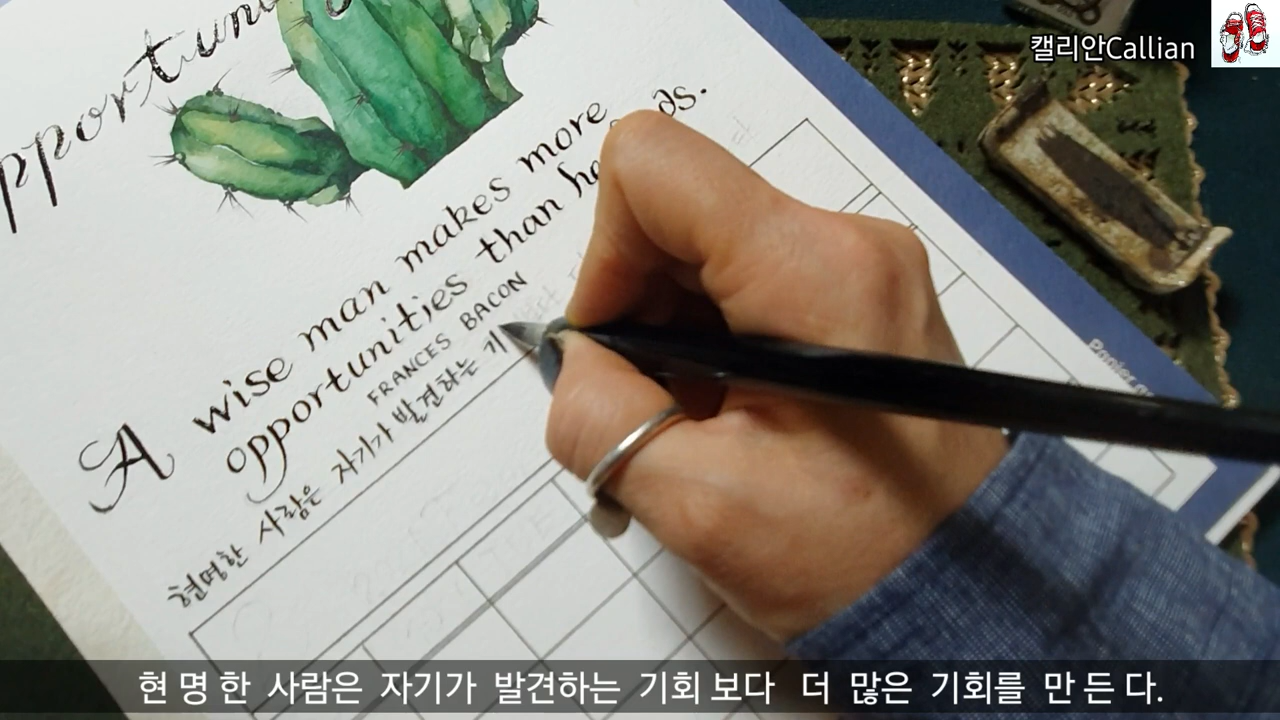 캘리안Callian
pportuni
A wise man makes more
opportunities than he ds.
FRANCES BACON
현명한 사람은 자기가 발견하는 기
현명한 사람은 자기가 발견하는 기회보다 더 많은 기회를 만든다.